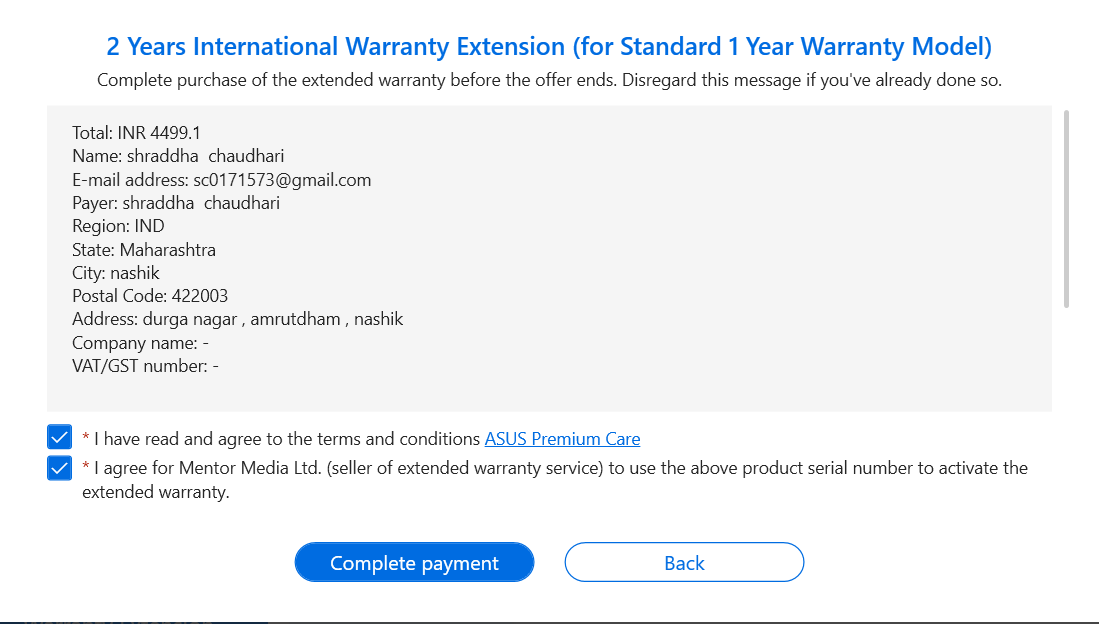 2 Years International Warranty Extension (for Standard 1 Year Warranty Model)
Complete purchase of the extended warranty before the offer ends. Disregard this message if you've already done so.
Total: INR 4499.1
Name: shraddha  chaudhari
E-mail address: sc0171573@gmail.com
Payer: shraddha  chaudhari
Region: IND
State: Maharashtra
City: nashik
Postal Code: 422003
Address: durga nagar , amrutdham , nashik
Company name: -
VAT/GST number: -
* I have read and agree to the terms and conditions ASUS Premium Care
* I agree for Mentor Media Ltd. (seller of extended warranty service) to use the above product serial number to activate the
extended warranty.
Complete payment
Back